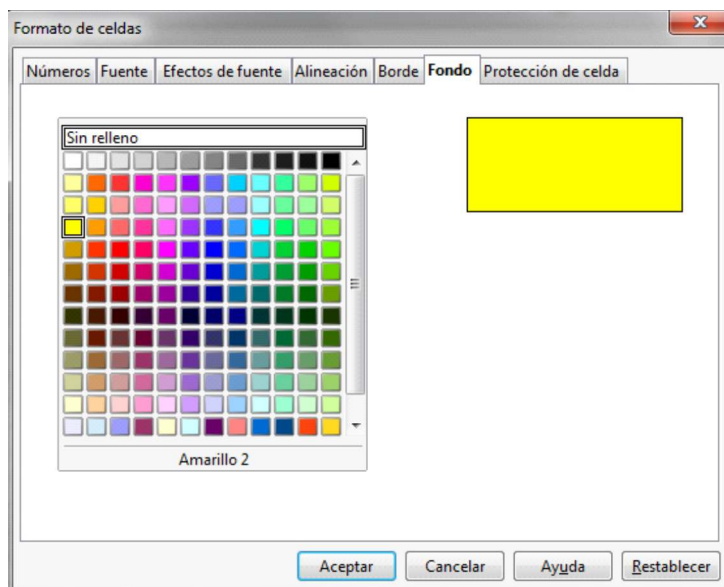 Formato de celdas
Números Fuente Efectos de fuente Alineación Borde Fondo Protección de celda
Sin relleno
Amarillo 2
Aceptar Cancelar Ayuda Restablecer